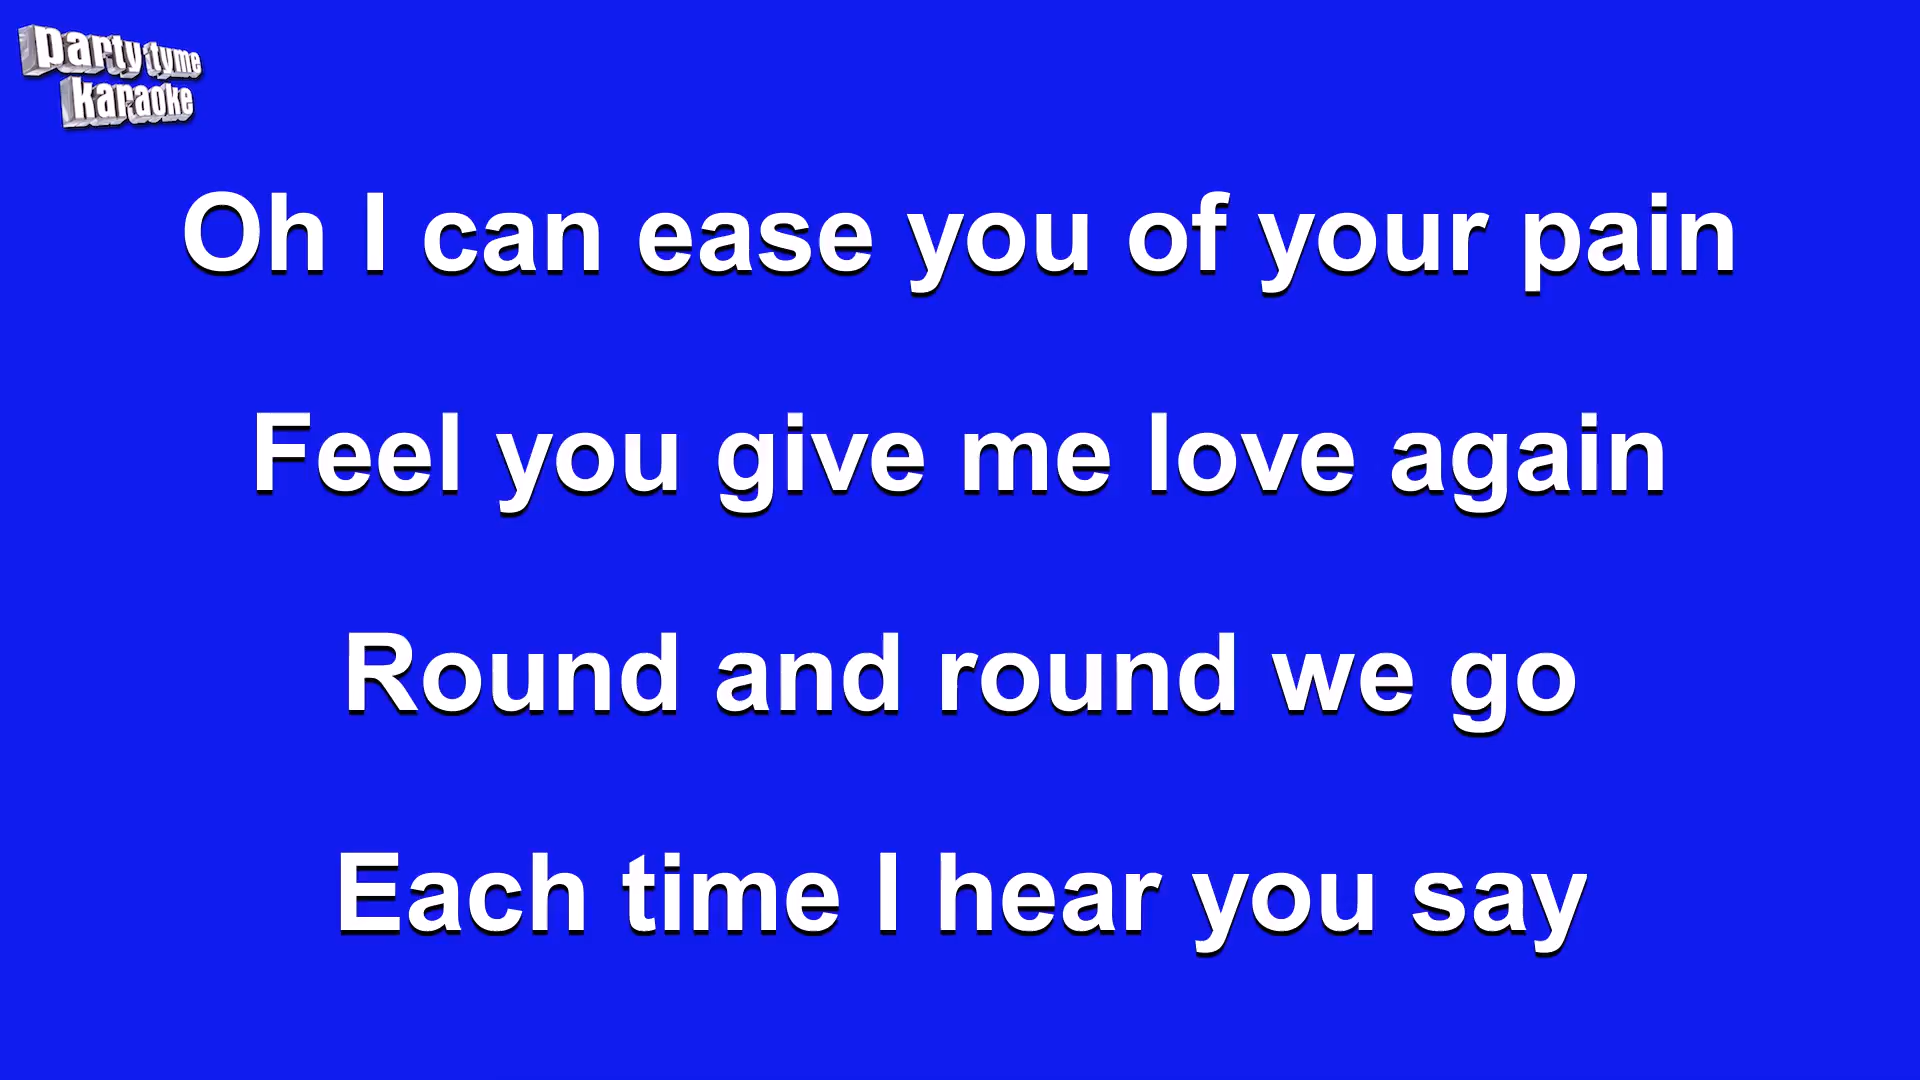 party tyme
karaoke
Oh I can ease you of your pain
Feel you give me love again
Round and round we go
Each time I hear you say